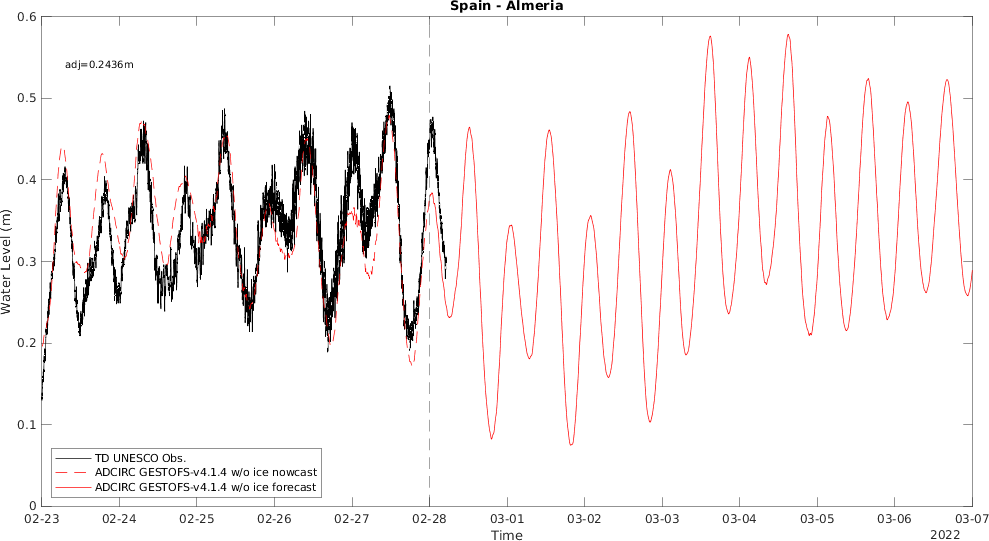 Spain - Almeria
adj=0.2436m
Water Level (m)
0.6
0.5
0.4
0.3
0.2
0.1
0
TD UNESCO Obs.
ADCIRC GESTOFS-v4.1.4 w/o ice nowcast
ADCIRC GESTOFS-v4.1.4 w/o ice forecast
02-23 02-24 02-25 02-26 02-27 02-28 03-01 03-02 03-03 03-04 03-05 03-06 03-07
Time
2022